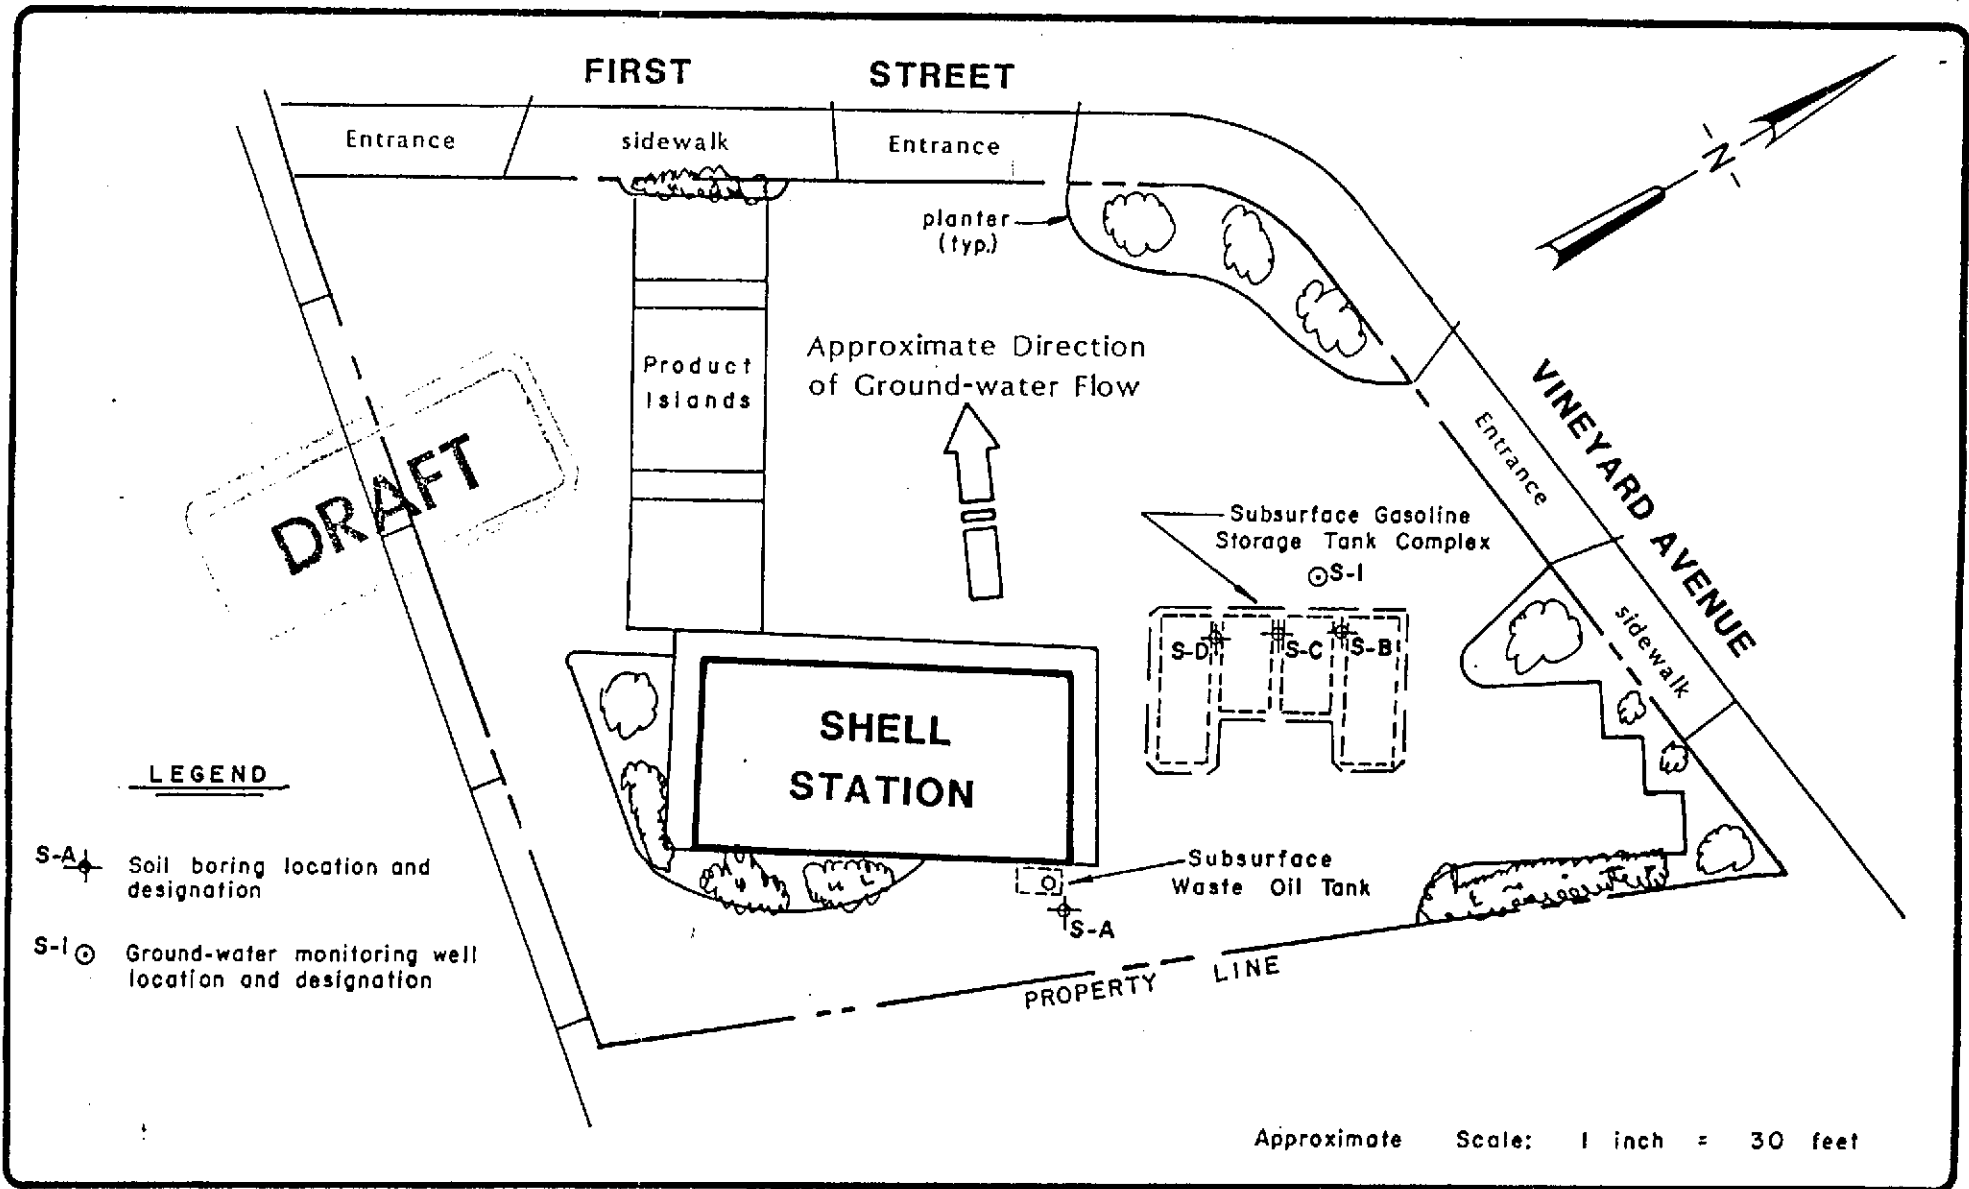 FIRST STREET
Entrance
sidewalk
Entrance
N
planter
(typ.)
Approximate Direction
of Ground-water Flow
Product
Islands
DRAFT
VINEYARD AVENUE
Entrance
sidewalk
Subsurface Gasoline
Storage Tank Complex
S-1
S-D
S-C
S-B
SHELL
STATION
Subsurface
Waste Oil Tank
S-A
PROPERTY LINE
LEGEND
S-A Soil boring location and
designation
S-1 Ground-water monitoring well
location and designation
Approximate Scale: 1 inch = 30 feet